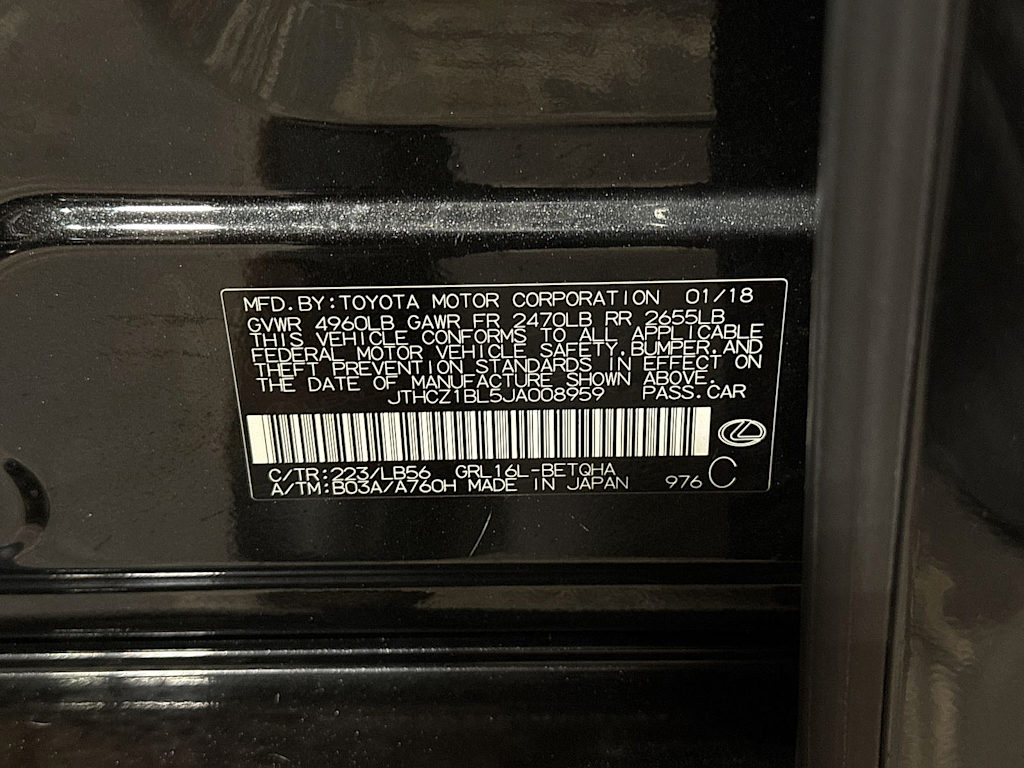 MFD.BY:TOYOTA MOTOR CORPORATION 01/18
GVWR 4960LB GAWR FR 2470LB RR 2655LB
THIS VEHICLE CONFORMS TO ALL APPLICABLE
FEDERAL MOTOR VEHICLE SAFETY,BUMPER,AND
THEFT PREVENTION STANDARDS IN EFFECT ON
THE DATE OF MANUFACTURE SHOWN ABOVE.
JTHCZ1BL5JA008959 PASS.CAR
C/TR:223/LB56 GRL16L-BETQHA
A/TM:B03A/A760H MADE IN JAPAN 976 C